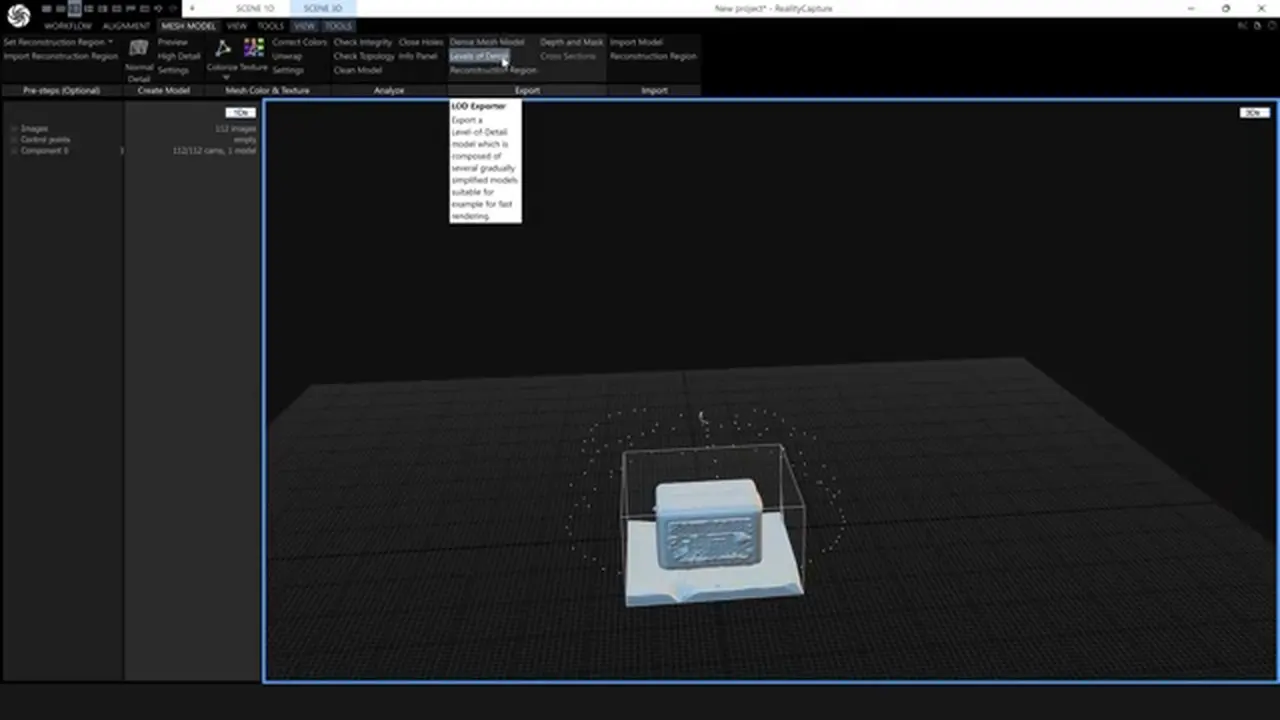 SCENE 1D
SCENE 3D
New project* - RealityCapture
WORKFLOW
ALIGNMENT
MESH MODEL
VIEW
TOOLS
VIEW
TOOLS
Set Reconstruction Region
Import Reconstruction Region
Pre-steps (Optional)
Normal Detail
Preview
High Detail
Settings
Create Model
Colorize
Texture
Correct Colors
Unwrap
Settings
Mesh Color & Texture
Check Integrity
Check Topology
Clean Model
Close Holes
Info Panel
Analyze
Dense Mesh Model
Levels of Detail
Reconstruction Region
Depth and Mask
Cross Sections
Export
Import Model
Reconstruction Region
Import
1Ds
Images
112 images
Control points
empty
Component 0
112/112 cams, 1 model
3Ds
LOD Exporter
Export a
Level-of-Detail
model which is
composed of
several gradually
simplified models
suitable for
example for fast
rendering.